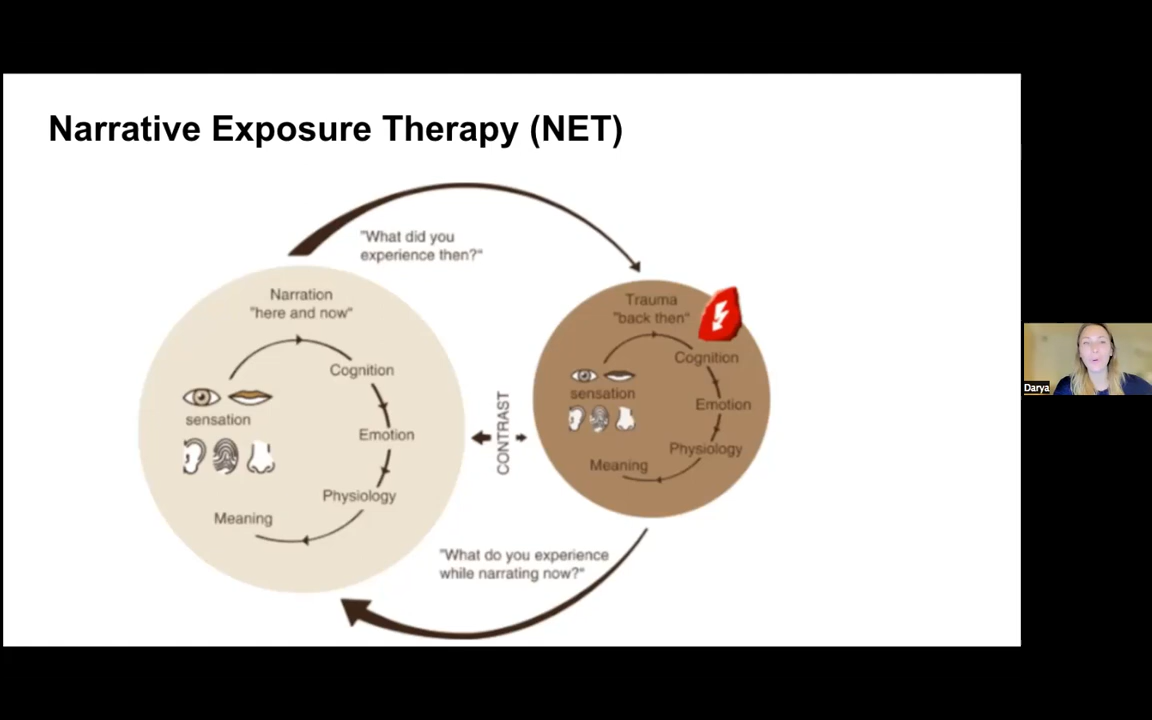 Narrative Exposure Therapy (NET)
"What did you
experience then?"
Narration
"here and now"
Cognition
sensation
Emotion
Physiology
Meaning
CONTRAST
Trauma
"back then"
Cognition
sensation
Emotion
Physiology
Meaning
"What do you experience
while narrating now?"
Darya